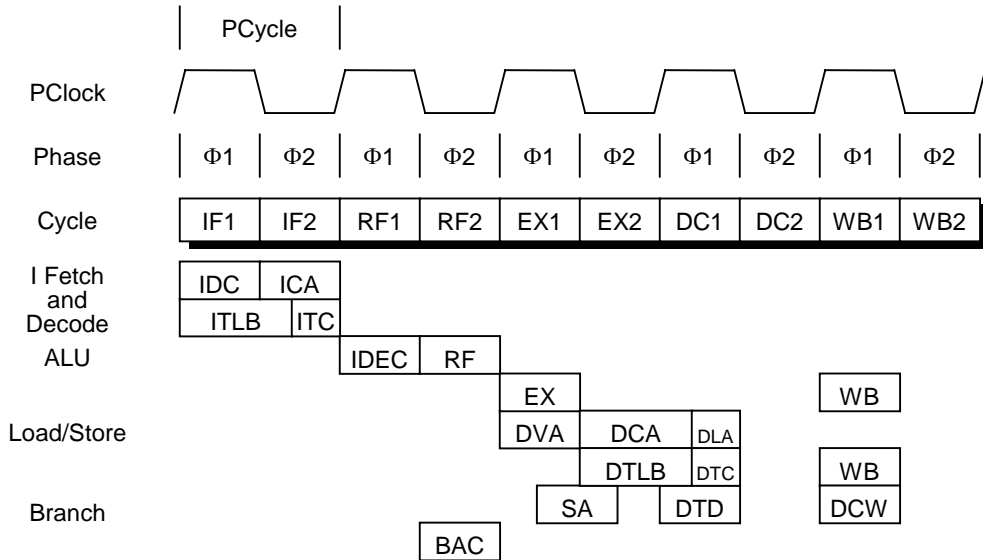 PCycle
PClock
Phase Φ1 Φ2 Φ1 Φ2 Φ1 Φ2 Φ1 Φ2 Φ1 Φ2
Cycle IF1 IF2 RF1 RF2 EX1 EX2 DC1 DC2 WB1 WB2
I Fetch
and
Decode
IDC ICA
ITLB ITC
ALU IDEC RF
EX WB
Load/Store DVA DCA DLA
DTLB DTC WB
Branch SA DTD DCW
BAC